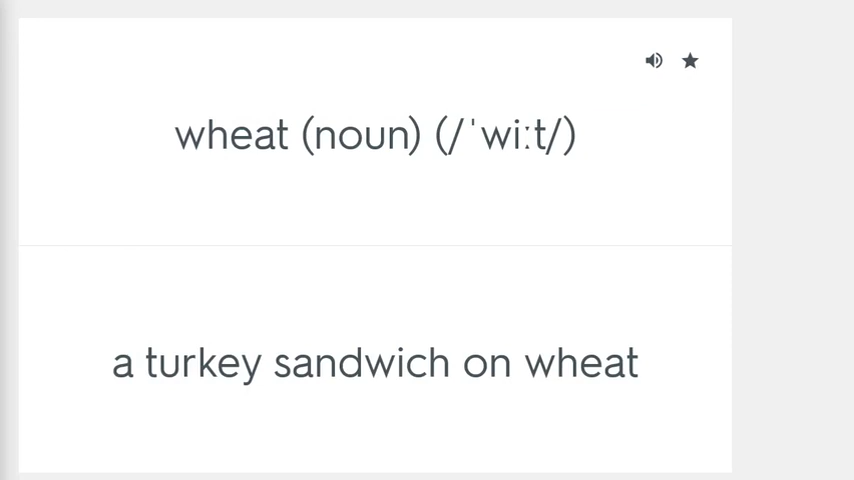 wheat (noun) (/ˈwiːt/)
a turkey sandwich on wheat